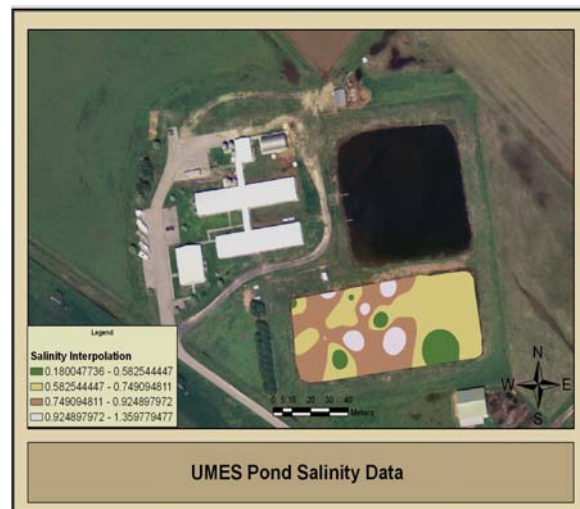 Legend
Salinity Interpolation
0.180047736 - 0.582544447
0.582544447 - 0.749094811
0.749094811 - 0.924897972
0.924897972 - 1.359779477
0 5 10 20 30 40
Meters
N
W E
S
UMES Pond Salinity Data